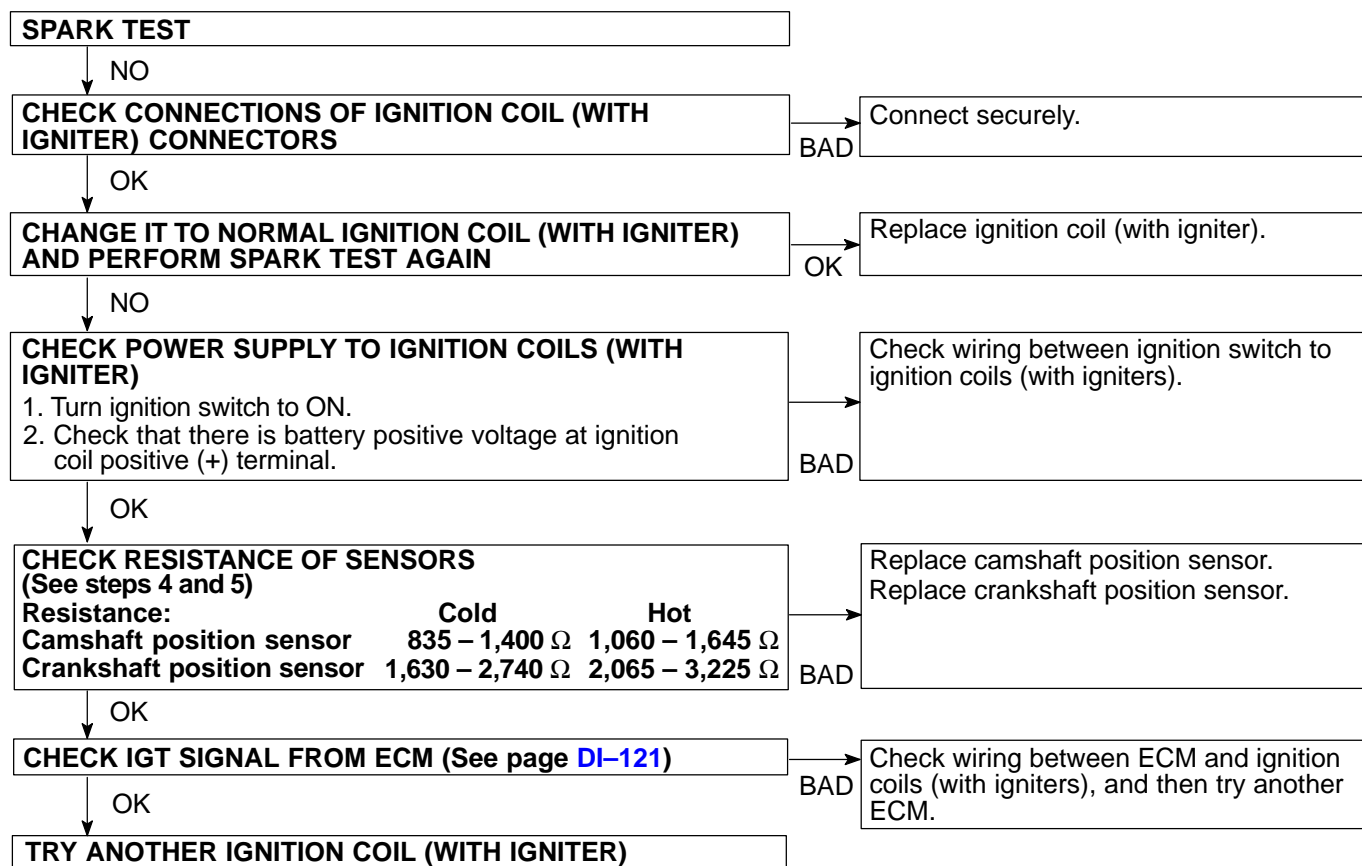 SPARK TEST
NO
CHECK CONNECTIONS OF IGNITION COIL (WITH
IGNITER) CONNECTORS
BAD
Connect securely.
OK
CHANGE IT TO NORMAL IGNITION COIL (WITH IGNITER)
AND PERFORM SPARK TEST AGAIN
OK
Replace ignition coil (with igniter).
NO
CHECK POWER SUPPLY TO IGNITION COILS (WITH
IGNITER)
1. Turn ignition switch to ON.
2. Check that there is battery positive voltage at ignition
coil positive (+) terminal.
BAD
Check wiring between ignition switch to
ignition coils (with igniters).
OK
CHECK RESISTANCE OF SENSORS
(See steps 4 and 5)
Resistance: Cold Hot
Camshaft position sensor 835 – 1,400 Ω 1,060 – 1,645 Ω
Crankshaft position sensor 1,630 – 2,740 Ω 2,065 – 3,225 Ω
BAD
Replace camshaft position sensor.
Replace crankshaft position sensor.
OK
CHECK IGT SIGNAL FROM ECM (See page DI–121)
BAD
Check wiring between ECM and ignition
coils (with igniters), and then try another
ECM.
OK
TRY ANOTHER IGNITION COIL (WITH IGNITER)